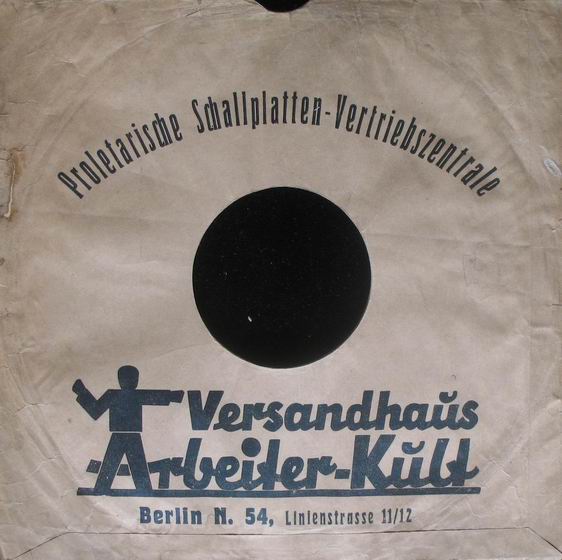 Proletarische Schallplatten-Vertriebszentrale
Versandhaus
Arbeiter-Kult
Berlin N. 54, Linienstrasse 11/12